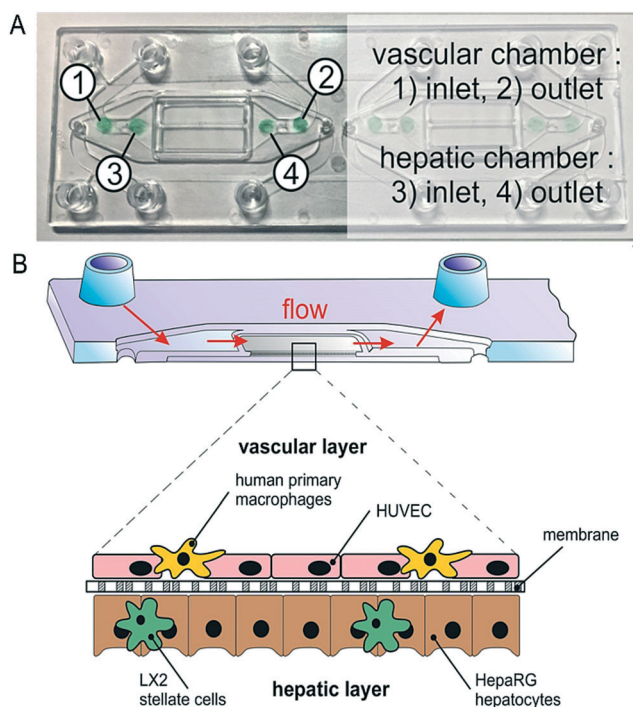 A
1
2
3
4
vascular chamber :
1) inlet, 2) outlet
hepatic chamber :
3) inlet, 4) outlet
B
flow
vascular layer
human primary
macrophages
HUVEC
membrane
LX2
stellate cells
hepatic layer
HepaRG
hepatocytes